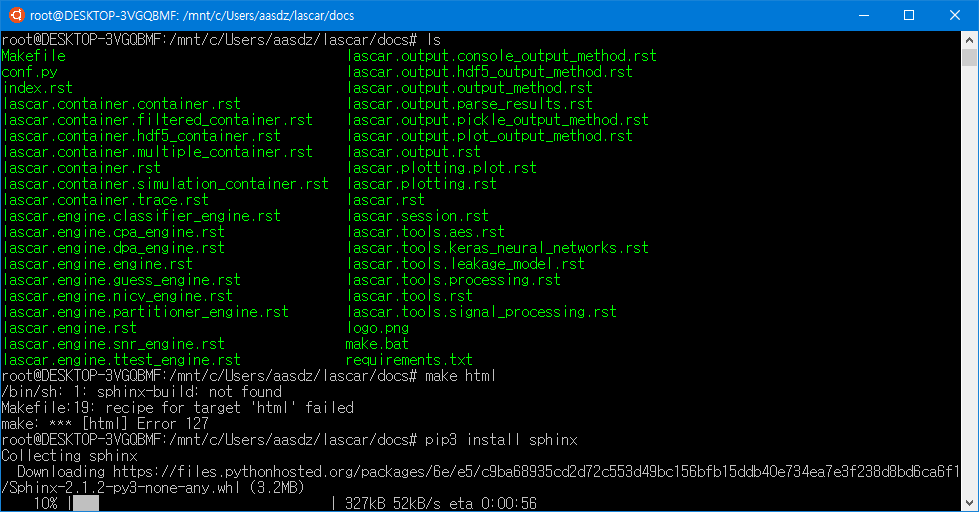 root@DESKTOP-3VGQBMF: /mnt/c/Users/aasdz/lascar/docs
root@DESKTOP-3VGQBMF:/mnt/c/Users/aasdz/lascar/docs# ls
Makefile lascar.output.console_output_method.rst
conf.py lascar.output.hdf5_output_method.rst
index.rst lascar.output.output_method.rst
lascar.container.container.rst lascar.output.parse_results.rst
lascar.container.filtered_container.rst lascar.output.pickle_output_method.rst
lascar.container.hdf5_container.rst lascar.output.plot_output_method.rst
lascar.container.multiple_container.rst lascar.output.rst
lascar.container.rst lascar.plotting.plot.rst
lascar.container.simulation_container.rst lascar.plotting.rst
lascar.container.trace.rst lascar.rst
lascar.engine.classifier_engine.rst lascar.session.rst
lascar.engine.cpa_engine.rst lascar.tools.aes.rst
lascar.engine.dpa_engine.rst lascar.tools.keras_neural_networks.rst
lascar.engine.engine.rst lascar.tools.leakage_model.rst
lascar.engine.guess_engine.rst lascar.tools.processing.rst
lascar.engine.nicv_engine.rst lascar.tools.rst
lascar.engine.partitioner_engine.rst lascar.tools.signal_processing.rst
lascar.engine.rst logo.png
lascar.engine.snr_engine.rst make.bat
lascar.engine.ttest_engine.rst requirements.txt
root@DESKTOP-3VGQBMF:/mnt/c/Users/aasdz/lascar/docs# make html
/bin/sh: 1: sphinx-build: not found
Makefile:19: recipe for target 'html' failed
make: *** [html] Error 127
root@DESKTOP-3VGQBMF:/mnt/c/Users/aasdz/lascar/docs# pip3 install sphinx
Collecting sphinx
Downloading https://files.pythonhosted.org/packages/6e/e5/c9ba68935cd2d72c553d49bc156bfb15ddb40e734ea7e3f238d8bd6ca6f1
/Sphinx-2.1.2-py3-none-any.whl (3.2MB)
10% | | 327kB 52kB/s eta 0:00:56